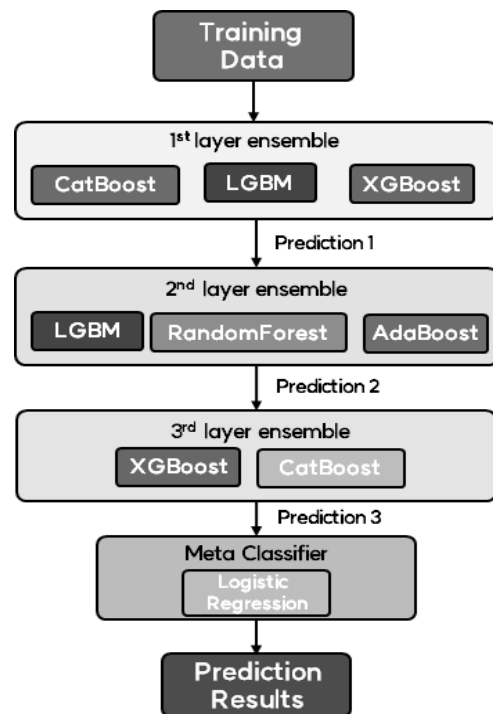 Training
Data
1st layer ensemble
CatBoost LGBM XGBoost
Prediction 1
2nd layer ensemble
LGBM RandomForest AdaBoost
Prediction 2
3rd layer ensemble
XGBoost CatBoost
Prediction 3
Meta Classifier
Logistic
Regression
Prediction
Results